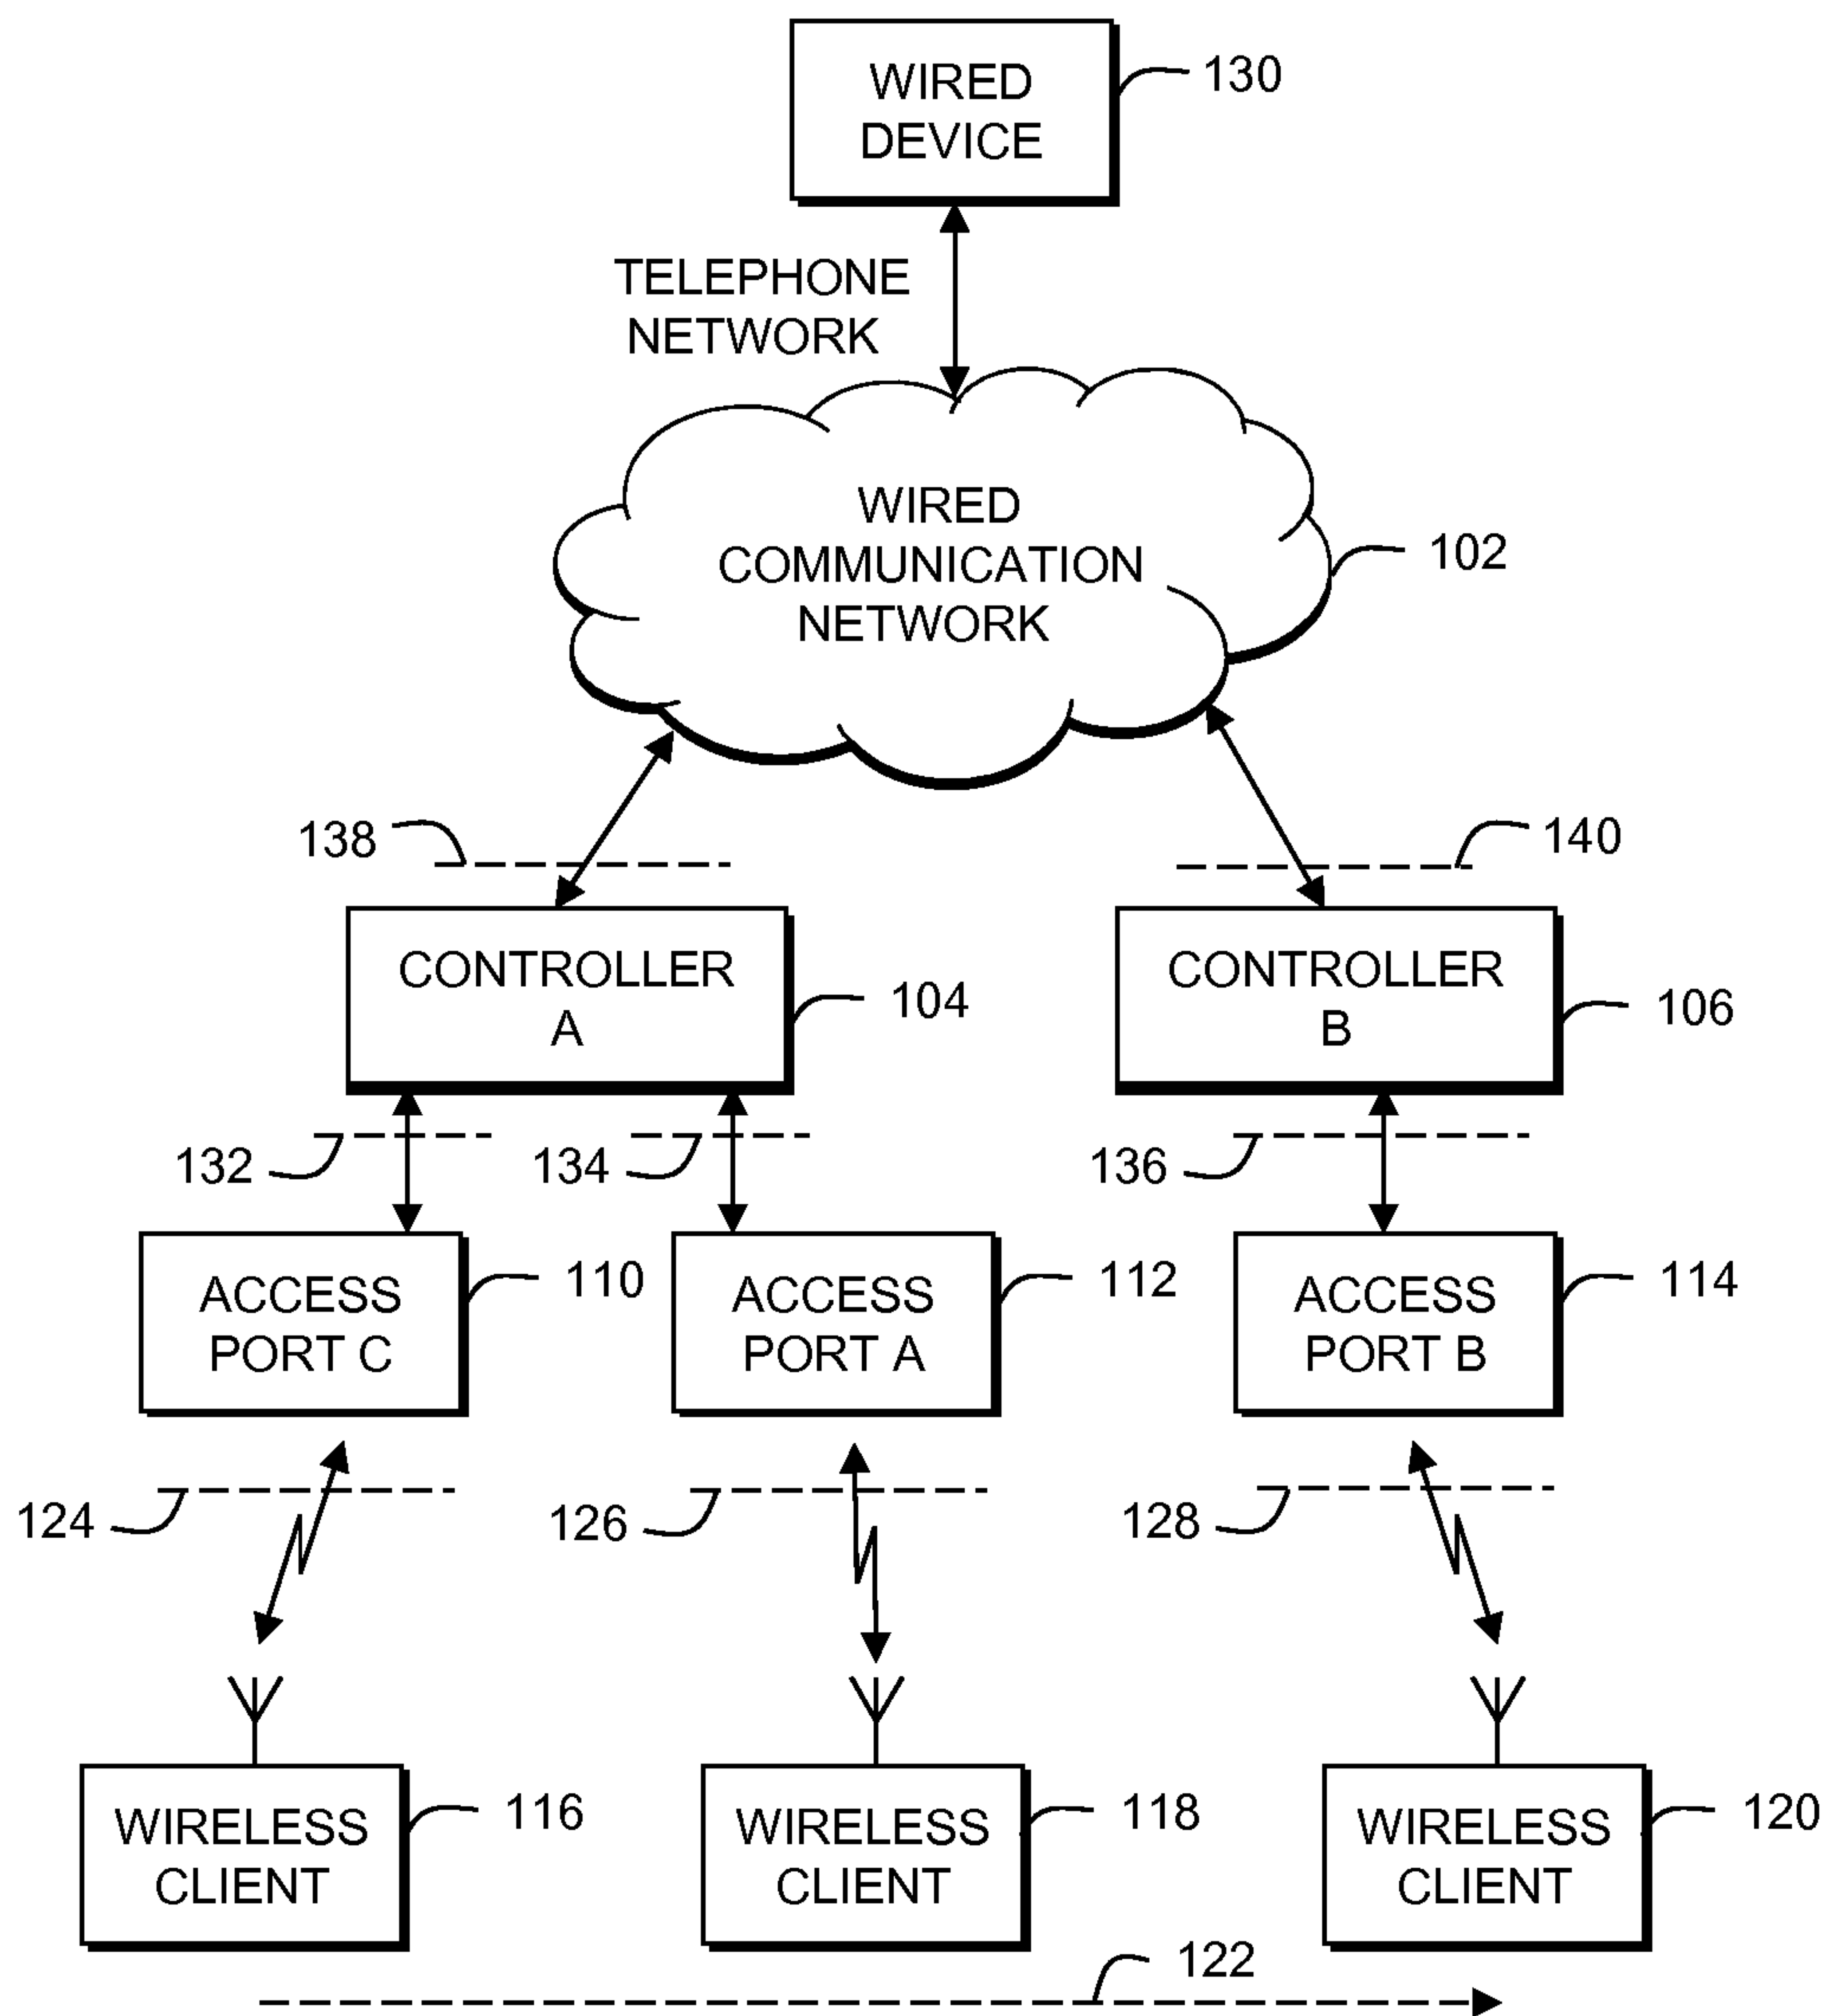 WIRED
DEVICE
130
TELEPHONE
NETWORK
WIRED
COMMUNICATION
NETWORK
102
138
140
CONTROLLER
A
104
CONTROLLER
B
106
132
134
136
ACCESS
PORT C
110
ACCESS
PORT A
112
ACCESS
PORT B
114
124
126
128
WIRELESS
CLIENT
116
WIRELESS
CLIENT
118
WIRELESS
CLIENT
120
122